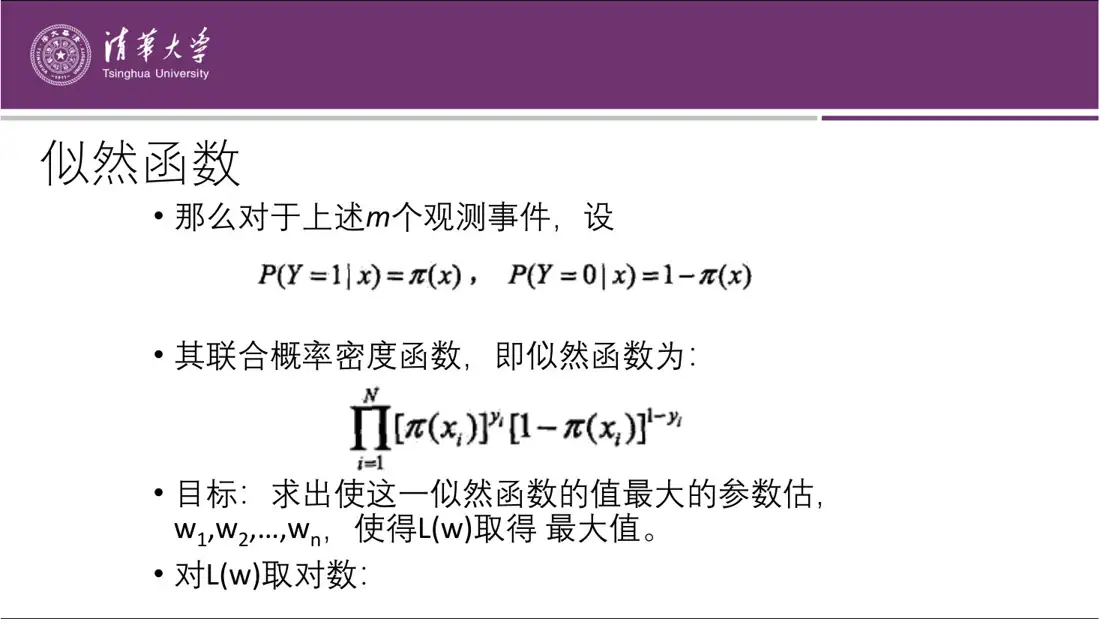 清华大学
Tsinghua University
似然函数
• 那么对于上述m个观测事件，设
P(Y=1|x)=π(x)， P(Y=0|x)=1−π(x)
• 其联合概率密度函数，即似然函数为：
∏_{i=1}^{N}[π(x_i)]^{y_i}[1−π(x_i)]^{1−y_i}
• 目标：求出使这一似然函数的值最大的参数估，
w₁,w₂,…,wₙ，使得L(w)取得 最大值。
• 对L(w)取对数：